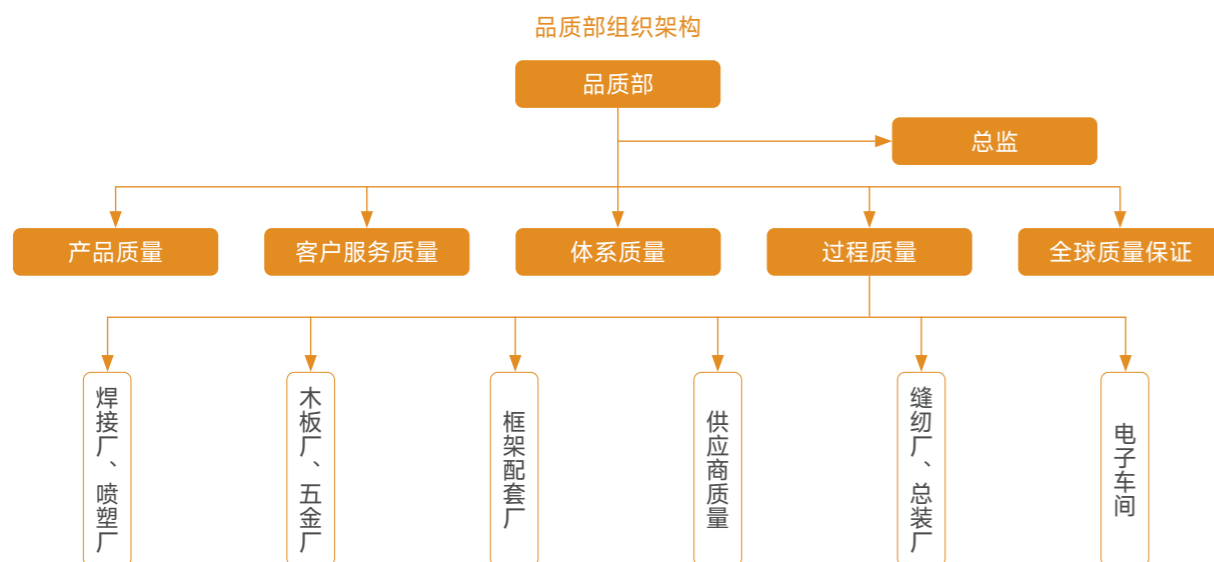 品质部组织架构
品质部
总监
产品质量
客户服务质量
体系质量
过程质量
全球质量保证
焊接厂、喷塑厂
木板厂、五金厂
框架配套厂
供应商质量
缝纫厂、总装厂
电子车间